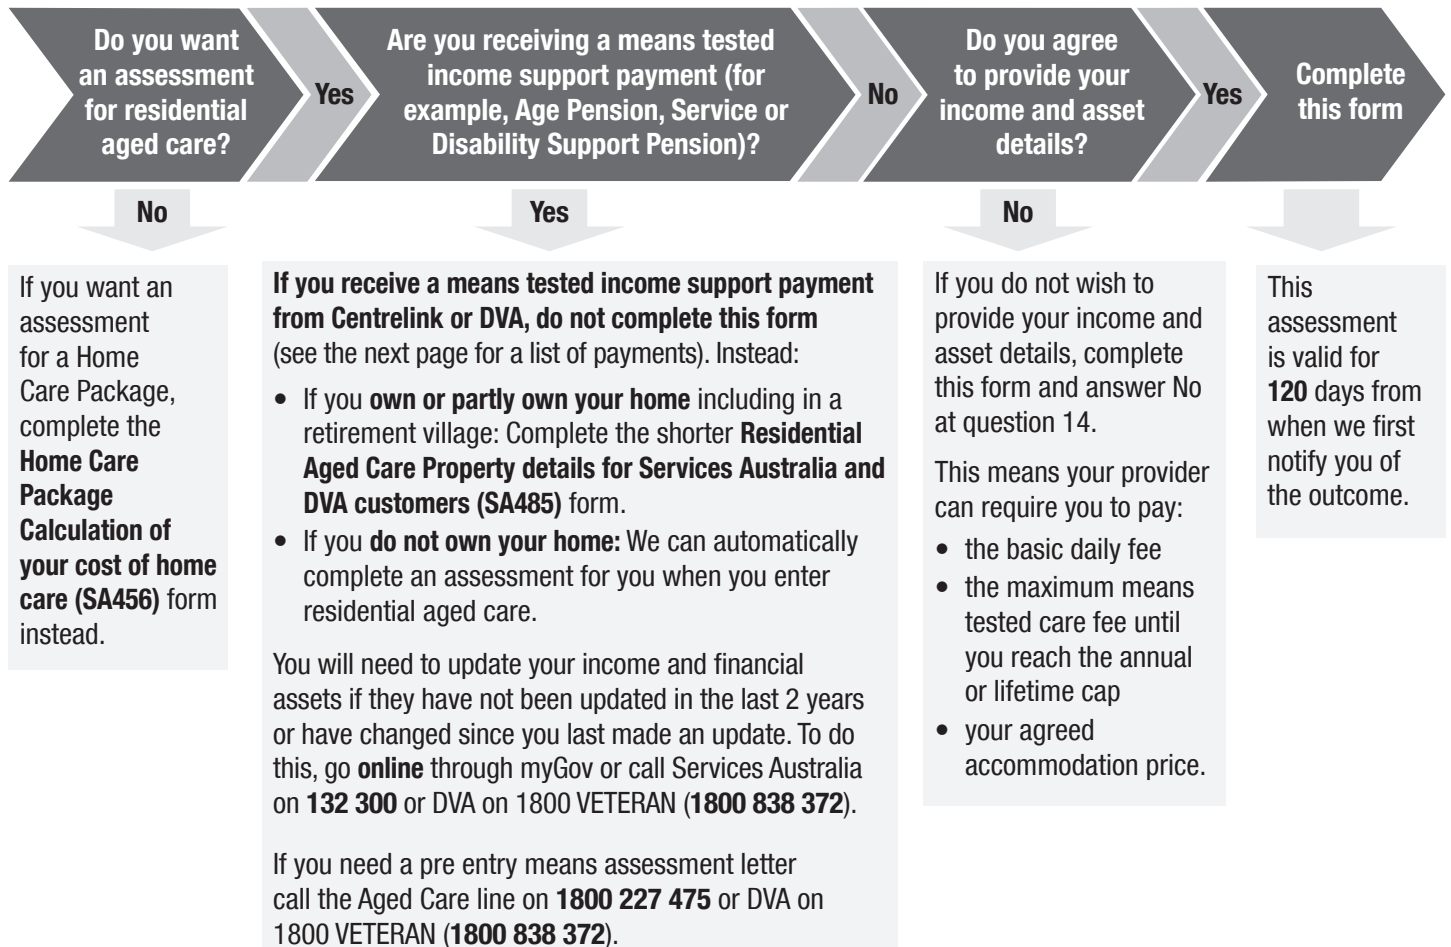 Do you want
an assessment
for residential
aged care?
Yes
Are you receiving a means tested
income support payment (for
example, Age Pension, Service or
Disability Support Pension)?
No
Do you agree
to provide your
income and asset
details?
Yes
Complete
this form
No
If you want an
assessment
for a Home
Care Package,
complete the
Home Care
Package
Calculation of
your cost of home
care (SA456) form
instead.
Yes
If you receive a means tested income support payment
from Centrelink or DVA, do not complete this form
(see the next page for a list of payments). Instead:
• If you own or partly own your home including in a
retirement village: Complete the shorter Residential
Aged Care Property details for Services Australia and
DVA customers (SA485) form.
• If you do not own your home: We can automatically
complete an assessment for you when you enter
residential aged care.
You will need to update your income and financial
assets if they have not been updated in the last 2 years
or have changed since you last made an update. To do
this, go online through myGov or call Services Australia
on 132 300 or DVA on 1800 VETERAN (1800 838 372).
If you need a pre entry means assessment letter
call the Aged Care line on 1800 227 475 or DVA on
1800 VETERAN (1800 838 372).
No
If you do not wish to
provide your income and
asset details, complete
this form and answer No
at question 14.
This means your provider
can require you to pay:
• the basic daily fee
• the maximum means
tested care fee until
you reach the annual
or lifetime cap
• your agreed
accommodation price.
This
assessment
is valid for
120 days from
when we first
notify you of
the outcome.